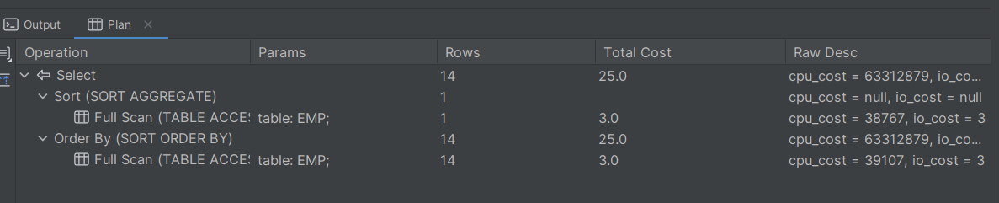 Output Plan
Operation Params Rows Total Cost Raw Desc
Select 14 25.0 cpu_cost = 63312879, io_co...
Sort (SORT AGGREGATE) 1 cpu_cost = null, io_cost = null
Full Scan (TABLE ACCES table: EMP; 1 3.0 cpu_cost = 38767, io_cost = 3
Order By (SORT ORDER BY) 14 25.0 cpu_cost = 63312879, io_co...
Full Scan (TABLE ACCES table: EMP; 14 3.0 cpu_cost = 39107, io_cost = 3